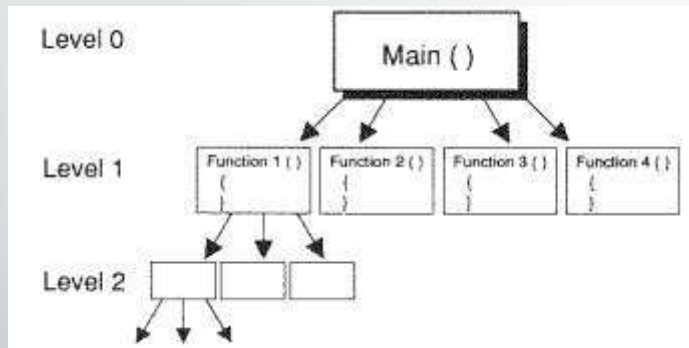 Level 0
Main ( )
Level 1
Function 1 ( )
{
}
Function 2 ( )
{
}
Function 3 ( )
{
}
Function 4 ( )
{
}
Level 2